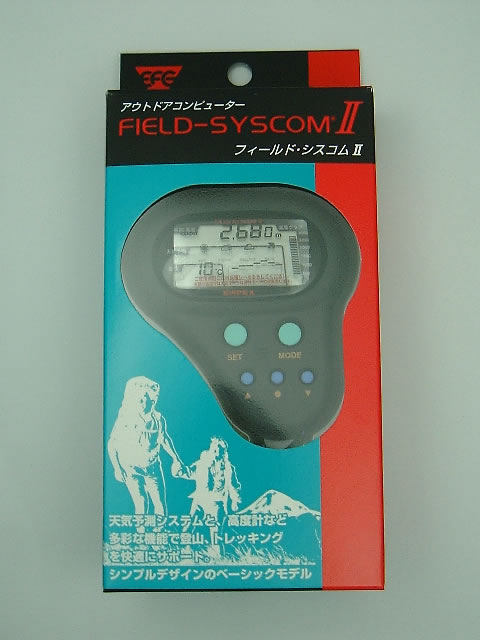 EFE
アウトドアコンピューター
FIELD-SYSCOM® II
フィールド・シスコム II
2,680m
10℃
SET
MODE
天気予測システムと、高度計など
多彩な機能で登山、トレッキング
を快適にサポート。
シンプルデザインのベーシックモデル